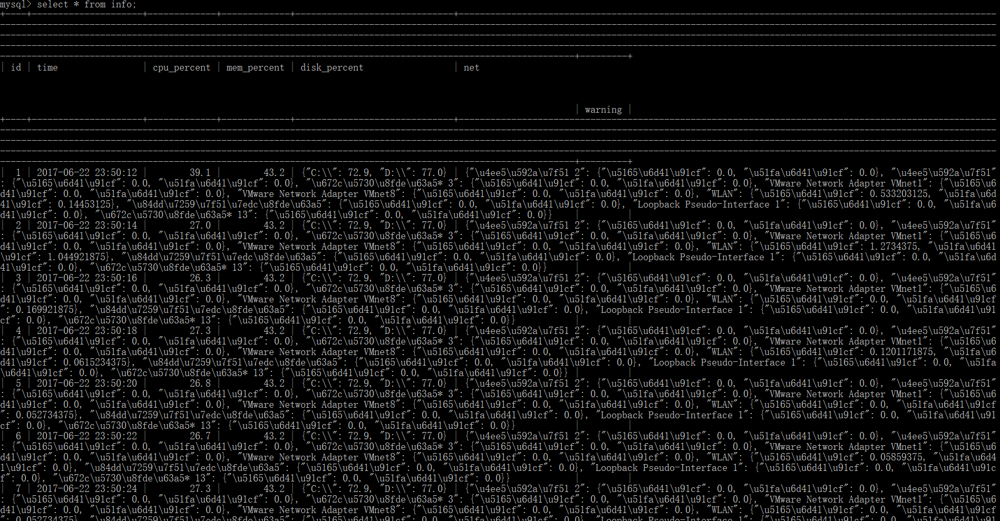 mysql> select * from info;
| id | time | cpu_percent | mem_percent | disk_percent | net
| warning |
| 1 | 2017-06-22 23:50:12 | 39.1 | 43.2 | {"C:\\": 72.9, "D:\\": 77.0} | {"\u4ee5\u592a\u7f51 2": {"\u5165\u6d41\u91cf": 0.0, "\u51fa\u6d41\u91cf": 0.0}, "\u4ee5\u592a\u7f51"
: {"\u5165\u6d41\u91cf": 0.0, "\u51fa\u6d41\u91cf": 0.0}, "\u672c\u5730\u8fde\u63a5* 3": {"\u5165\u6d41\u91cf": 0.0, "\u51fa\u6d41\u91cf": 0.0}, "VMware Network Adapter VMnet1": {"\u5165\u6
d41\u91cf": 0.0, "\u51fa\u6d41\u91cf": 0.0}, "VMware Network Adapter VMnet8": {"\u5165\u6d41\u91cf": 0.0, "\u51fa\u6d41\u91cf": 0.0}, "WLAN": {"\u5165\u6d41\u91cf": 0.533203125, "\u51fa\u6d
41\u91cf": 0.14453125}, "\u84dd\u7259\u7f51\u7edc\u8fde\u63a5": {"\u5165\u6d41\u91cf": 0.0, "\u51fa\u6d41\u91cf": 0.0}, "Loopback Pseudo-Interface 1": {"\u5165\u6d41\u91cf": 0.0, "\u51fa\u6
d41\u91cf": 0.0}, "\u672c\u5730\u8fde\u63a5* 13": {"\u5165\u6d41\u91cf": 0.0, "\u51fa\u6d41\u91cf": 0.0}} | |
| 2 | 2017-06-22 23:50:14 | 27.0 | 43.2 | {"C:\\": 72.9, "D:\\": 77.0} | {"\u4ee5\u592a\u7f51 2": {"\u5165\u6d41\u91cf": 0.0, "\u51fa\u6d41\u91cf": 0.0}, "\u4ee5\u592a\u7f51"
: {"\u5165\u6d41\u91cf": 0.0, "\u51fa\u6d41\u91cf": 0.0}, "\u672c\u5730\u8fde\u63a5* 3": {"\u5165\u6d41\u91cf": 0.0, "\u51fa\u6d41\u91cf": 0.0}, "VMware Network Adapter VMnet1": {"\u5165\u6
d41\u91cf": 0.0, "\u51fa\u6d41\u91cf": 0.0}, "VMware Network Adapter VMnet8": {"\u5165\u6d41\u91cf": 0.0, "\u51fa\u6d41\u91cf": 0.0}, "WLAN": {"\u5165\u6d41\u91cf": 1.2734375, "\u51fa\u6d41
\u91cf": 1.044921875}, "\u84dd\u7259\u7f51\u7edc\u8fde\u63a5": {"\u5165\u6d41\u91cf": 0.0, "\u51fa\u6d41\u91cf": 0.0}, "Loopback Pseudo-Interface 1": {"\u5165\u6d41\u91cf": 0.0, "\u51fa\u6d
41\u91cf": 0.0}, "\u672c\u5730\u8fde\u63a5* 13": {"\u5165\u6d41\u91cf": 0.0, "\u51fa\u6d41\u91cf": 0.0}} | |
| 3 | 2017-06-22 23:50:16 | 26.3 | 43.2 | {"C:\\": 72.9, "D:\\": 77.0} | {"\u4ee5\u592a\u7f51 2": {"\u5165\u6d41\u91cf": 0.0, "\u51fa\u6d41\u91cf": 0.0}, "\u4ee5\u592a\u7f51"
: {"\u5165\u6d41\u91cf": 0.0, "\u51fa\u6d41\u91cf": 0.0}, "\u672c\u5730\u8fde\u63a5* 3": {"\u5165\u6d41\u91cf": 0.0, "\u51fa\u6d41\u91cf": 0.0}, "VMware Network Adapter VMnet1": {"\u5165\u6
d41\u91cf": 0.0, "\u51fa\u6d41\u91cf": 0.0}, "VMware Network Adapter VMnet8": {"\u5165\u6d41\u91cf": 0.0, "\u51fa\u6d41\u91cf": 0.0}, "WLAN": {"\u5165\u6d41\u91cf": 0.0, "\u51fa\u6d41\u91cf
": 0.169921875}, "\u84dd\u7259\u7f51\u7edc\u8fde\u63a5": {"\u5165\u6d41\u91cf": 0.0, "\u51fa\u6d41\u91cf": 0.0}, "Loopback Pseudo-Interface 1": {"\u5165\u6d41\u91cf": 0.0, "\u51fa\u6d41\u91
cf": 0.0}, "\u672c\u5730\u8fde\u63a5* 13": {"\u5165\u6d41\u91cf": 0.0, "\u51fa\u6d41\u91cf": 0.0}} | |
| 4 | 2017-06-22 23:50:18 | 27.3 | 43.2 | {"C:\\": 72.9, "D:\\": 77.0} | {"\u4ee5\u592a\u7f51 2": {"\u5165\u6d41\u91cf": 0.0, "\u51fa\u6d41\u91cf": 0.0}, "\u4ee5\u592a\u7f51"
: {"\u5165\u6d41\u91cf": 0.0, "\u51fa\u6d41\u91cf": 0.0}, "\u672c\u5730\u8fde\u63a5* 3": {"\u5165\u6d41\u91cf": 0.0, "\u51fa\u6d41\u91cf": 0.0}, "VMware Network Adapter VMnet1": {"\u5165\u6
d41\u91cf": 0.0, "\u51fa\u6d41\u91cf": 0.0}, "VMware Network Adapter VMnet8": {"\u5165\u6d41\u91cf": 0.0, "\u51fa\u6d41\u91cf": 0.0}, "WLAN": {"\u5165\u6d41\u91cf": 0.1201171875, "\u51fa\u6
d41\u91cf": 0.0615234375}, "\u84dd\u7259\u7f51\u7edc\u8fde\u63a5": {"\u5165\u6d41\u91cf": 0.0, "\u51fa\u6d41\u91cf": 0.0}, "Loopback Pseudo-Interface 1": {"\u5165\u6d41\u91cf": 0.0, "\u51fa
\u6d41\u91cf": 0.0}, "\u672c\u5730\u8fde\u63a5* 13": {"\u5165\u6d41\u91cf": 0.0, "\u51fa\u6d41\u91cf": 0.0}} | |
| 5 | 2017-06-22 23:50:20 | 26.8 | 43.2 | {"C:\\": 72.9, "D:\\": 77.0} | {"\u4ee5\u592a\u7f51 2": {"\u5165\u6d41\u91cf": 0.0, "\u51fa\u6d41\u91cf": 0.0}, "\u4ee5\u592a\u7f51"
: {"\u5165\u6d41\u91cf": 0.0, "\u51fa\u6d41\u91cf": 0.0}, "\u672c\u5730\u8fde\u63a5* 3": {"\u5165\u6d41\u91cf": 0.0, "\u51fa\u6d41\u91cf": 0.0}, "VMware Network Adapter VMnet1": {"\u5165\u6
d41\u91cf": 0.0, "\u51fa\u6d41\u91cf": 0.0}, "VMware Network Adapter VMnet8": {"\u5165\u6d41\u91cf": 0.0, "\u51fa\u6d41\u91cf": 0.0}, "WLAN": {"\u5165\u6d41\u91cf": 0.0, "\u51fa\u6d41\u91cf
": 0.052734375}, "\u84dd\u7259\u7f51\u7edc\u8fde\u63a5": {"\u5165\u6d41\u91cf": 0.0, "\u51fa\u6d41\u91cf": 0.0}, "Loopback Pseudo-Interface 1": {"\u5165\u6d41\u91cf": 0.0, "\u51fa\u6d41\u91
cf": 0.0}, "\u672c\u5730\u8fde\u63a5* 13": {"\u5165\u6d41\u91cf": 0.0, "\u51fa\u6d41\u91cf": 0.0}} | |
| 6 | 2017-06-22 23:50:22 | 26.7 | 43.2 | {"C:\\": 72.9, "D:\\": 77.0} | {"\u4ee5\u592a\u7f51 2": {"\u5165\u6d41\u91cf": 0.0, "\u51fa\u6d41\u91cf": 0.0}, "\u4ee5\u592a\u7f51"
: {"\u5165\u6d41\u91cf": 0.0, "\u51fa\u6d41\u91cf": 0.0}, "\u672c\u5730\u8fde\u63a5* 3": {"\u5165\u6d41\u91cf": 0.0, "\u51fa\u6d41\u91cf": 0.0}, "VMware Network Adapter VMnet1": {"\u5165\u6
d41\u91cf": 0.0, "\u51fa\u6d41\u91cf": 0.0}, "VMware Network Adapter VMnet8": {"\u5165\u6d41\u91cf": 0.0, "\u51fa\u6d41\u91cf": 0.0}, "WLAN": {"\u5165\u6d41\u91cf": 0.05859375, "\u51fa\u6d4
1\u91cf": 0.0}, "\u84dd\u7259\u7f51\u7edc\u8fde\u63a5": {"\u5165\u6d41\u91cf": 0.0, "\u51fa\u6d41\u91cf": 0.0}, "Loopback Pseudo-Interface 1": {"\u5165\u6d41\u91cf": 0.0, "\u51fa\u6d41\u91c
f": 0.0}, "\u672c\u5730\u8fde\u63a5* 13": {"\u5165\u6d41\u91cf": 0.0, "\u51fa\u6d41\u91cf": 0.0}} | |
| 7 | 2017-06-22 23:50:24 | 27.3 | 43.2 | {"C:\\": 72.9, "D:\\": 77.0} | {"\u4ee5\u592a\u7f51 2": {"\u5165\u6d41\u91cf": 0.0, "\u51fa\u6d41\u91cf": 0.0}, "\u4ee5\u592a\u7f51"
: {"\u5165\u6d41\u91cf": 0.0, "\u51fa\u6d41\u91cf": 0.0}, "\u672c\u5730\u8fde\u63a5* 3": {"\u5165\u6d41\u91cf": 0.0, "\u51fa\u6d41\u91cf": 0.0}, "VMware Network Adapter VMnet1": {"\u5165\u6
d41\u91cf": 0.0, "\u51fa\u6d41\u91cf": 0.0}, "VMware Network Adapter VMnet8": {"\u5165\u6d41\u91cf": 0.0, "\u51fa\u6d41\u91cf": 0.0}, "WLAN": {"\u5165\u6d41\u91cf": 0.0, "\u51fa\u6d41\u91cf
": 0.052734375}, "\u84dd\u7259\u7f51\u7edc\u8fde\u63a5": {"\u5165\u6d41\u91cf": 0.0, "\u51fa\u6d41\u91cf": 0.0}, "Loopback Pseudo-Interface 1": {"\u5165\u6d41\u91cf": 0.0, "\u51fa\u6d41\u91